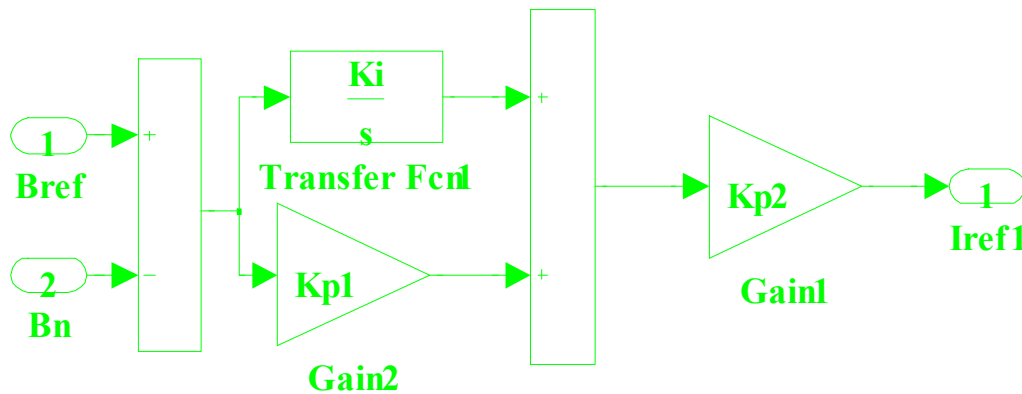 1
Bref
2
Bn
+
−
Ki
s
Transfer Fcn1
Kp1
Gain2
+
+
Kp2
Gain1
1
Iref1